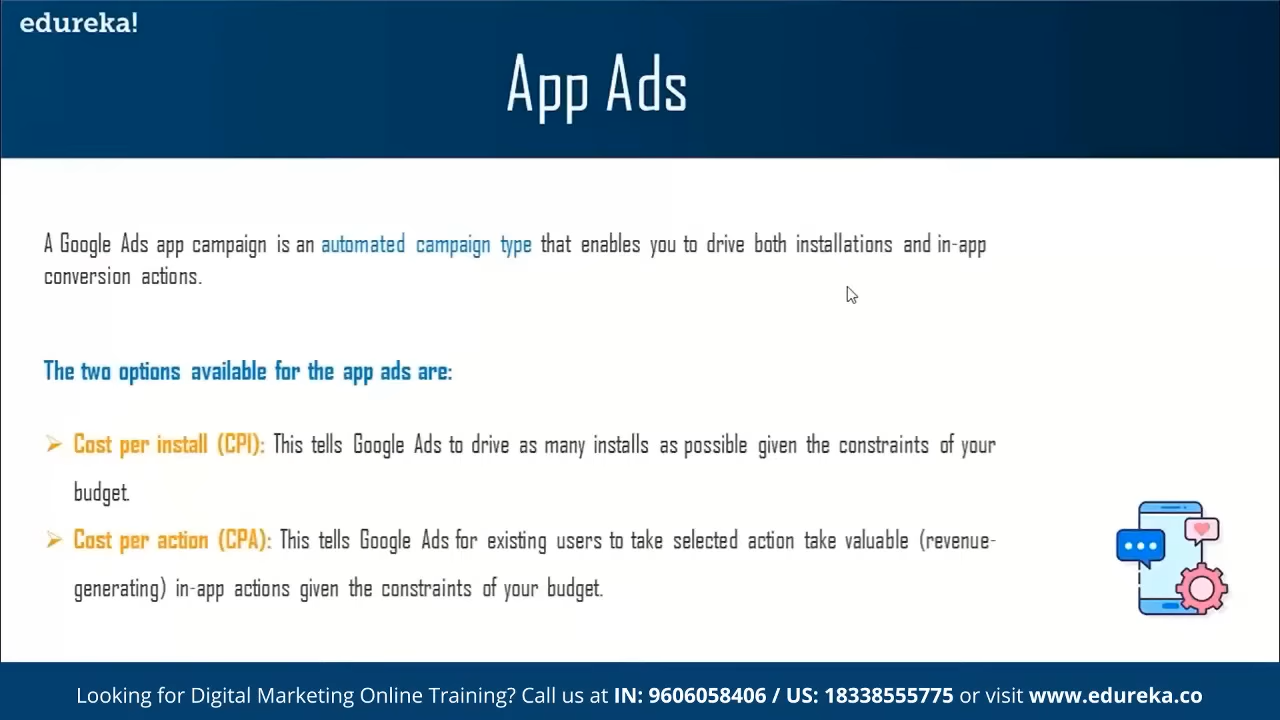 edureka!
App Ads
A Google Ads app campaign is an automated campaign type that enables you to drive both installations and in-app
conversion actions.
The two options available for the app ads are:
➢ Cost per install (CPI): This tells Google Ads to drive as many installs as possible given the constraints of your
budget.
➢ Cost per action (CPA): This tells Google Ads for existing users to take selected action take valuable (revenue-
generating) in-app actions given the constraints of your budget.
Looking for Digital Marketing Online Training? Call us at IN: 9606058406 / US: 18338555775 or visit www.edureka.co